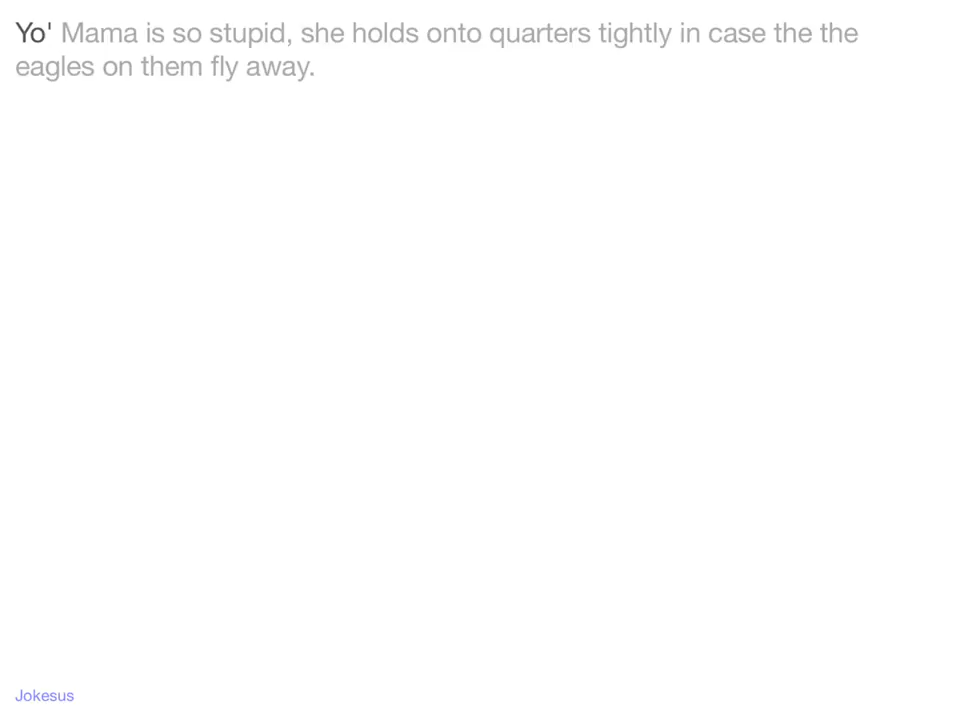 Yo' Mama is so stupid, she holds onto quarters tightly in case the the
eagles on them fly away.
Jokesus